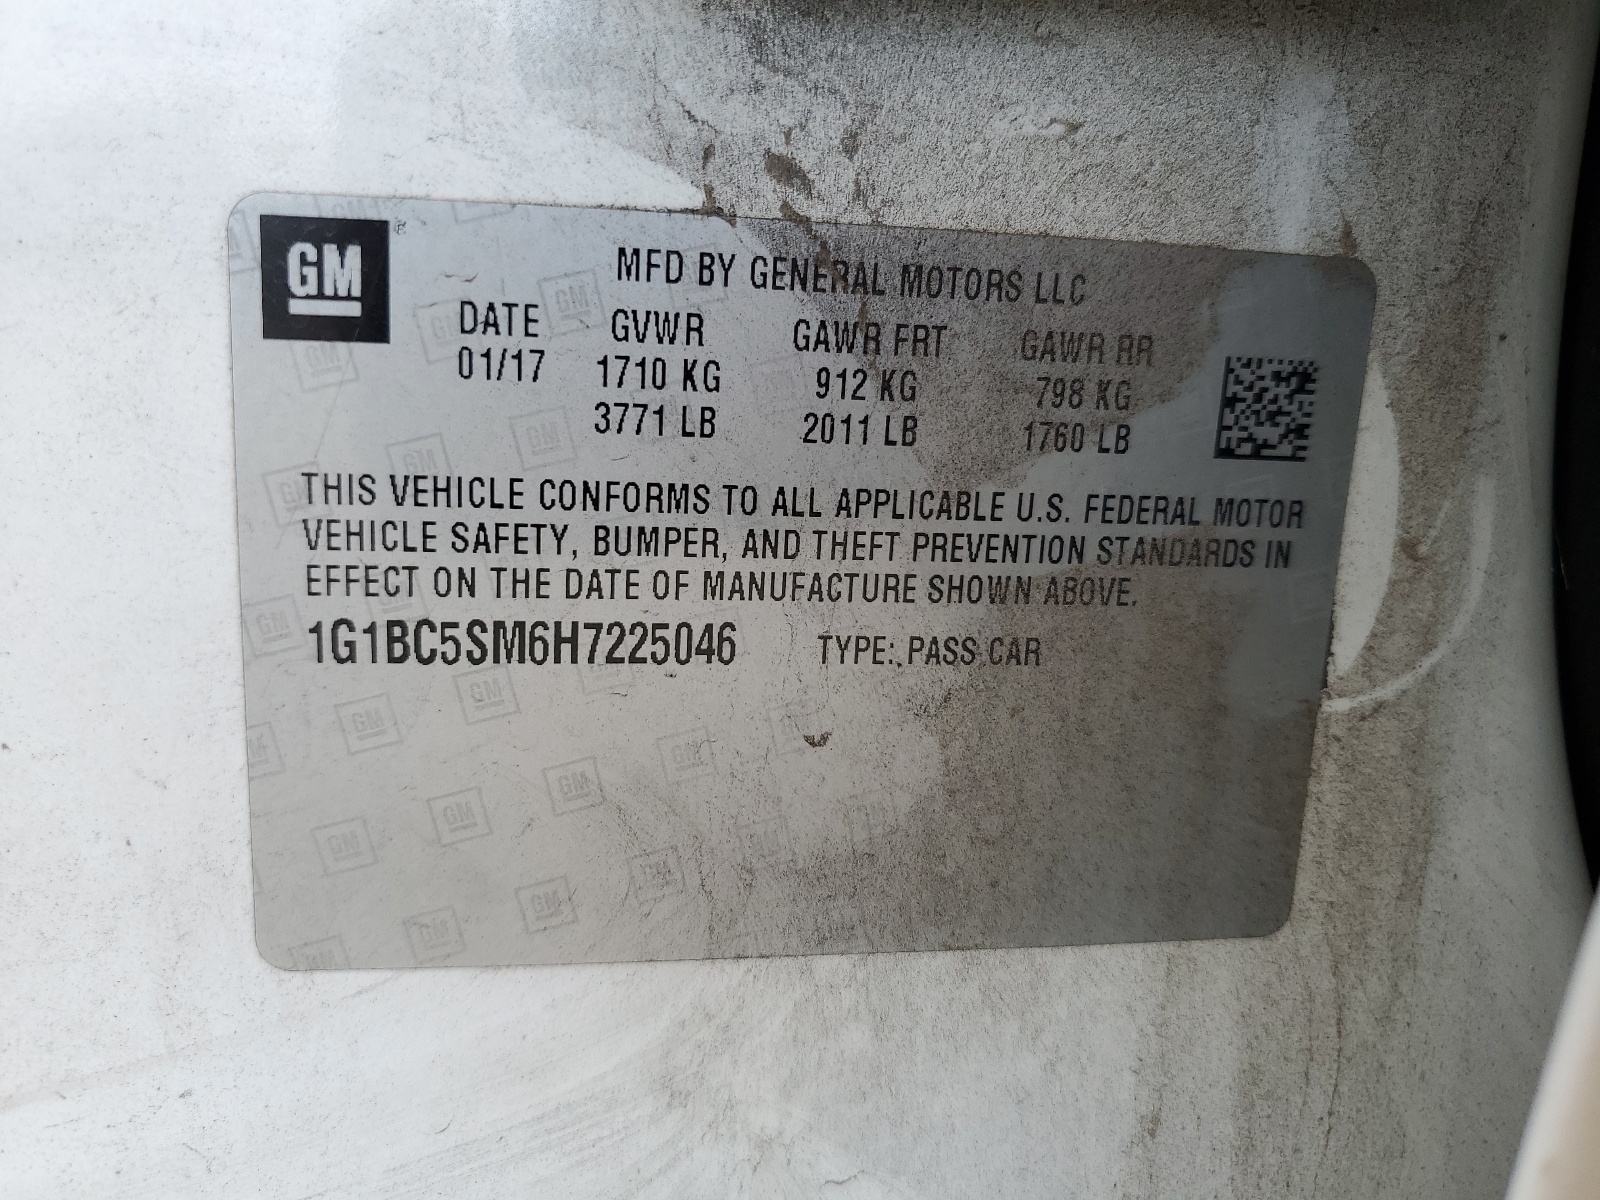 GM
MFD BY GENERAL MOTORS LLC
DATE GVWR GAWR FRT GAWR RR
01/17 1710 KG 912 KG 798 KG
3771 LB 2011 LB 1760 LB
THIS VEHICLE CONFORMS TO ALL APPLICABLE U.S. FEDERAL MOTOR
VEHICLE SAFETY, BUMPER, AND THEFT PREVENTION STANDARDS IN
EFFECT ON THE DATE OF MANUFACTURE SHOWN ABOVE.
1G1BC5SM6H7225046 TYPE: PASS CAR